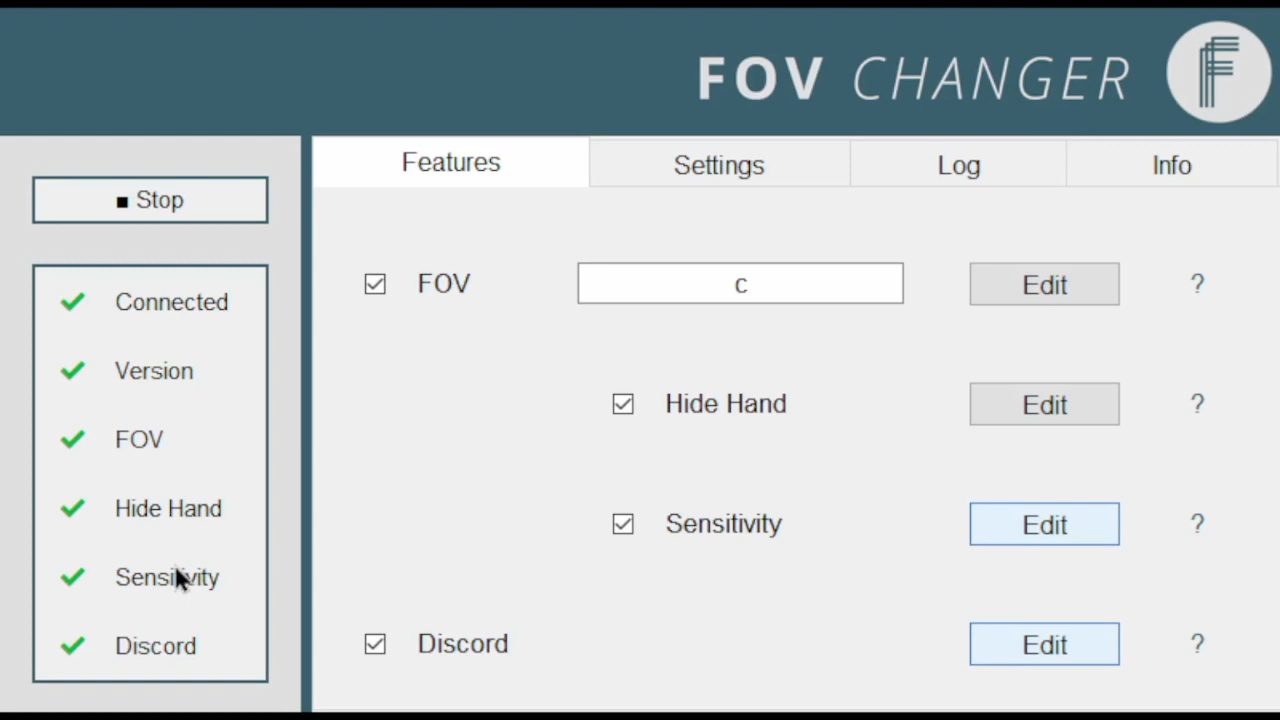 FOV CHANGER
F
Features Settings Log Info
■ Stop
Connected
Version
FOV
Hide Hand
Sensitivity
Discord
FOV c Edit ?
Hide Hand Edit ?
Sensitivity Edit ?
Discord Edit ?